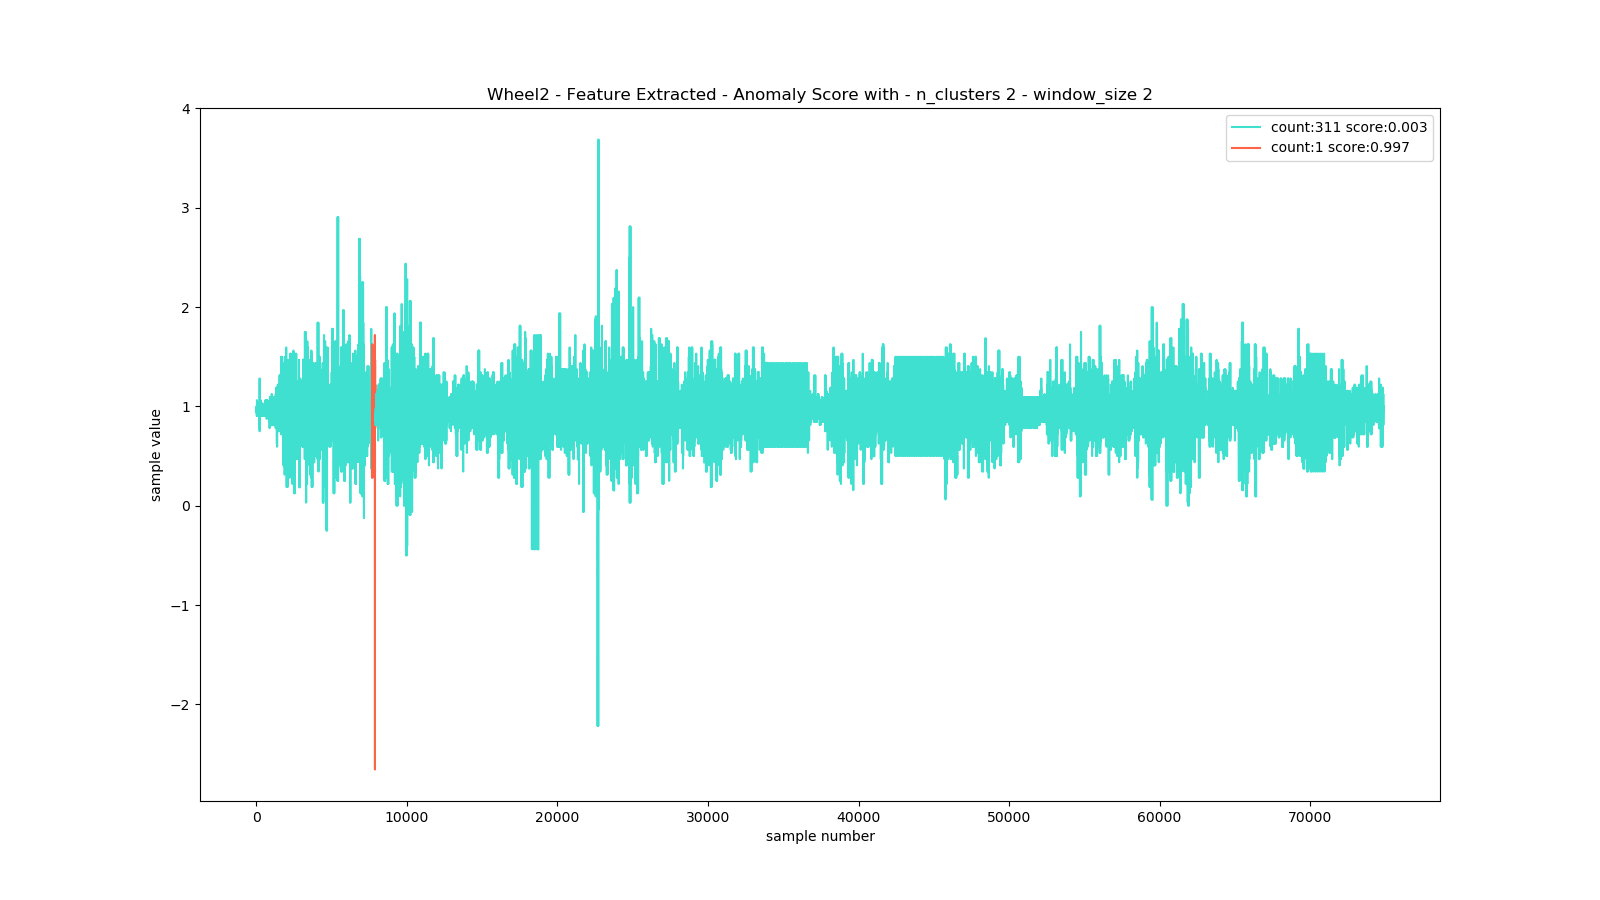 Wheel2 - Feature Extracted - Anomaly Score with - n_clusters 2 - window_size 2
count:311 score:0.003
count:1 score:0.997
4
3
2
1
0
−1
−2
sample value
0 10000 20000 30000 40000 50000 60000 70000
sample number